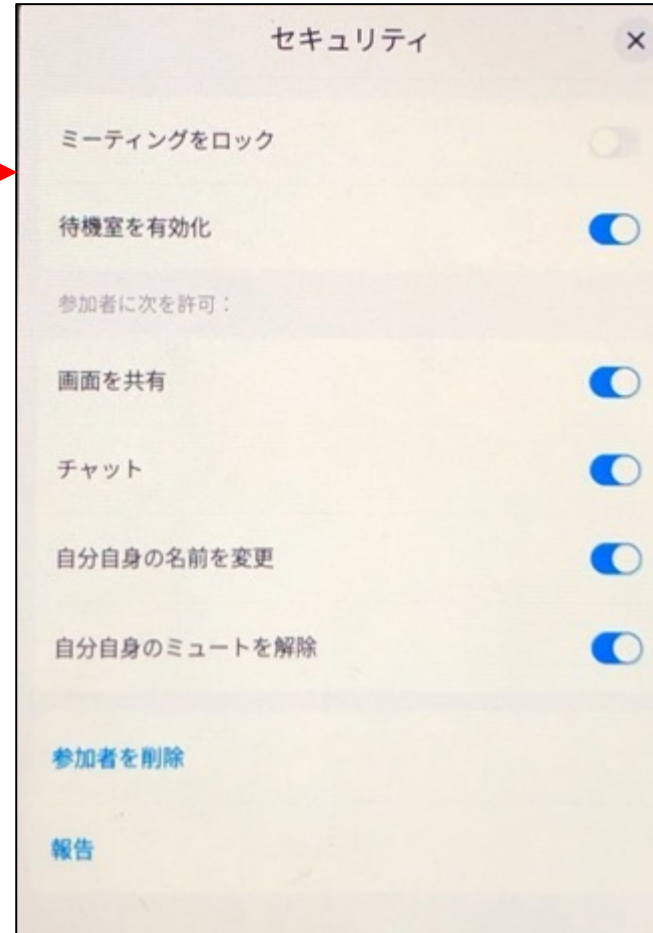 セキュリティ
ミーティングをロック
待機室を有効化
参加者に次を許可：
画面を共有
チャット
自分自身の名前を変更
自分自身のミュートを解除
参加者を削除
報告